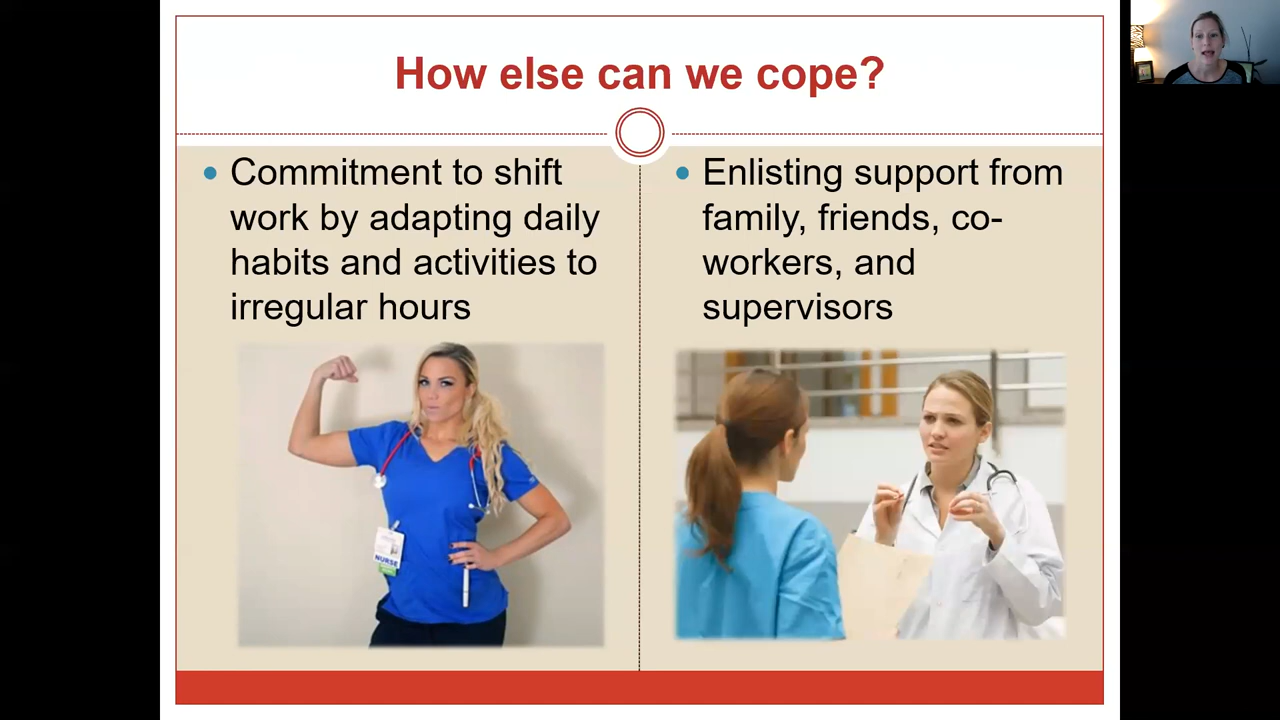 How else can we cope?
Commitment to shift
work by adapting daily
habits and activities to
irregular hours
Enlisting support from
family, friends, co-
workers, and
supervisors
NURSE